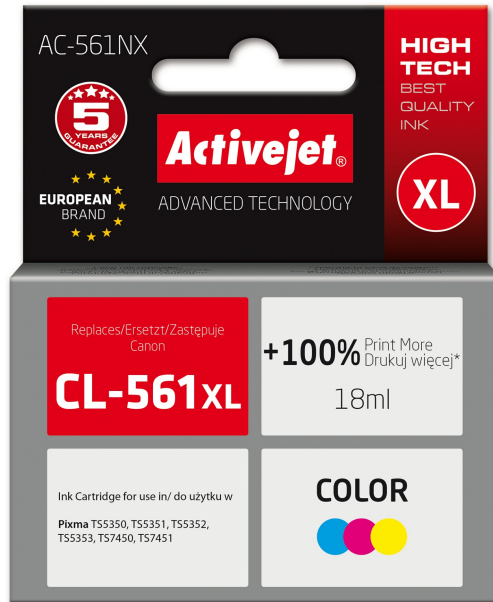 AC-561NX
HIGH
TECH
BEST
QUALITY
INK
5
YEARS
GUARANTEE
Activejet®
EUROPEAN
BRAND
ADVANCED TECHNOLOGY
XL
Replaces/Ersetzt/Zastępuje
Canon
CL-561XL
+100% Print More
Drukuj więcej*
18ml
Ink Cartridge for use in/ do użytku w
Pixma TS5350, TS5351, TS5352,
TS5353, TS7450, TS7451
COLOR